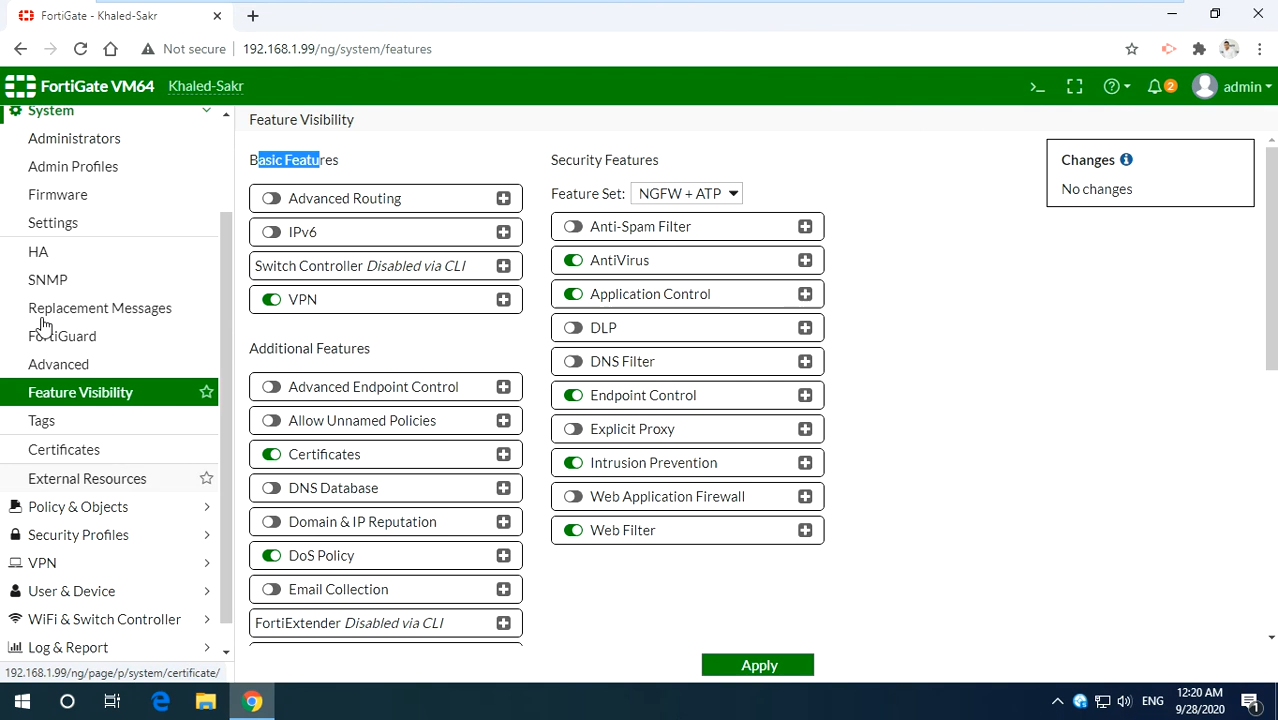 FortiGate - Khaled-Sakr
Not secure 192.168.1.99/ng/system/features
FortiGate VM64 Khaled-Sakr
2 admin
System
Administrators
Admin Profiles
Firmware
Settings
HA
SNMP
Replacement Messages
FortiGuard
Advanced
Feature Visibility
Tags
Certificates
External Resources
Policy & Objects
Security Profiles
VPN
User & Device
WiFi & Switch Controller
Log & Report
192.168.1.99/ng/page/p/system/certificate/
Feature Visibility
Basic Features
Advanced Routing
IPv6
Switch Controller Disabled via CLI
VPN
Additional Features
Advanced Endpoint Control
Allow Unnamed Policies
Certificates
DNS Database
Domain & IP Reputation
DoS Policy
Email Collection
FortiExtender Disabled via CLI
Security Features
Feature Set: NGFW + ATP
Anti-Spam Filter
AntiVirus
Application Control
DLP
DNS Filter
Endpoint Control
Explicit Proxy
Intrusion Prevention
Web Application Firewall
Web Filter
Changes
No changes
Apply
ENG
12:20 AM
9/28/2020
1